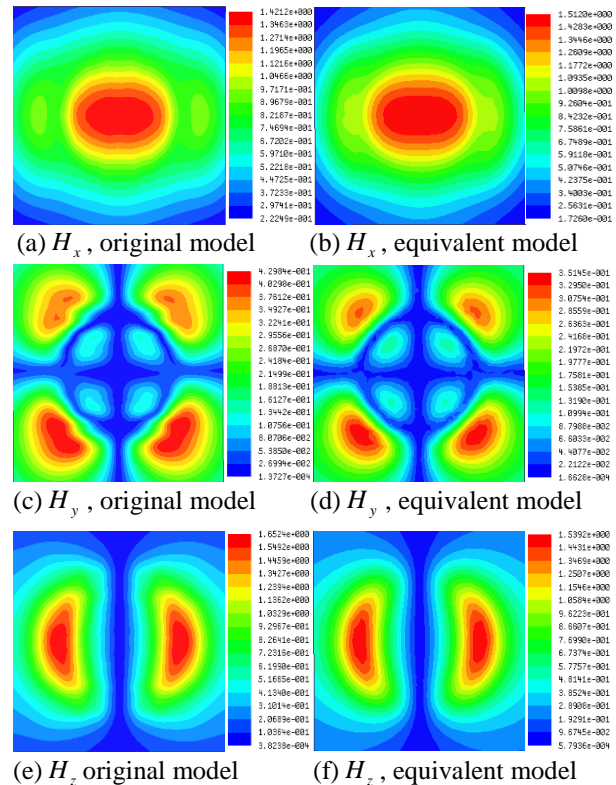 1.4212e+000
1.3463e+000
1.2714e+000
1.1965e+000
1.1216e+000
1.0466e+000
9.7171e-001
8.9679e-001
8.2187e-001
7.4694e-001
6.7202e-001
5.9710e-001
5.2218e-001
4.4725e-001
3.7233e-001
2.9741e-001
2.2249e-001
1.5120e+000
1.4283e+000
1.3446e+000
1.2609e+000
1.1772e+000
1.0935e+000
1.0098e+000
9.2604e-001
8.4232e-001
7.5861e-001
6.7489e-001
5.9118e-001
5.0746e-001
4.2375e-001
3.4003e-001
2.5631e-001
1.7260e-001
(a) H_x , original model
(b) H_x , equivalent model
4.2984e-001
4.0298e-001
3.7612e-001
3.4927e-001
3.2241e-001
2.9556e-001
2.6870e-001
2.4184e-001
2.1499e-001
1.8813e-001
1.6127e-001
1.3442e-001
1.0756e-001
8.0706e-002
5.3850e-002
2.6994e-002
1.3727e-004
3.5145e-001
3.2950e-001
3.0754e-001
2.8559e-001
2.6363e-001
2.4168e-001
2.1972e-001
1.9777e-001
1.7581e-001
1.5385e-001
1.3190e-001
1.0994e-001
8.7988e-002
6.6033e-002
4.4077e-002
2.2122e-002
1.6628e-004
(c) H_y , original model
(d) H_y , equivalent model
1.6524e+000
1.5492e+000
1.4459e+000
1.3427e+000
1.2394e+000
1.1362e+000
1.0329e+000
9.2967e-001
8.2641e-001
7.2316e-001
6.1990e-001
5.1665e-001
4.1340e-001
3.1014e-001
2.0689e-001
1.0364e-001
3.8238e-004
1.5392e+000
1.4431e+000
1.3469e+000
1.2507e+000
1.1546e+000
1.0584e+000
9.6223e-001
8.6607e-001
7.6990e-001
6.7374e-001
5.7757e-001
4.8141e-001
3.8524e-001
2.8908e-001
1.9291e-001
9.6745e-002
5.7936e-004
(e) H_z original model
(f) H_z , equivalent model